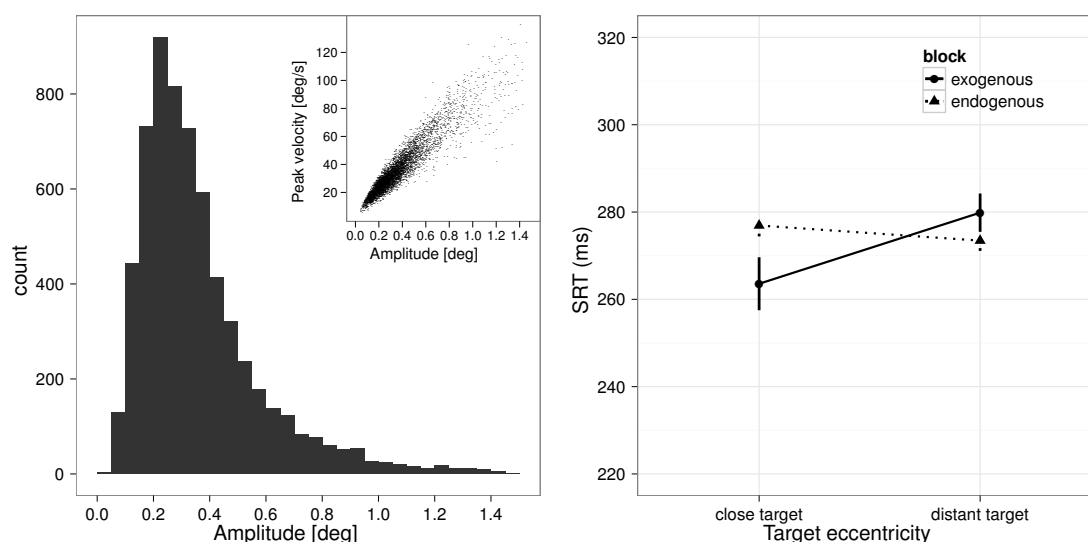 count
800
600
400
200
0
0.0 0.2 0.4 0.6 0.8 1.0 1.2 1.4
Amplitude [deg]
Peak velocity [deg/s]
120
100
80
60
40
20
0.0 0.2 0.4 0.6 0.8 1.0 1.2 1.4
Amplitude [deg]
SRT (ms)
320
300
280
260
240
220
block
exogenous
endogenous
close target distant target
Target eccentricity